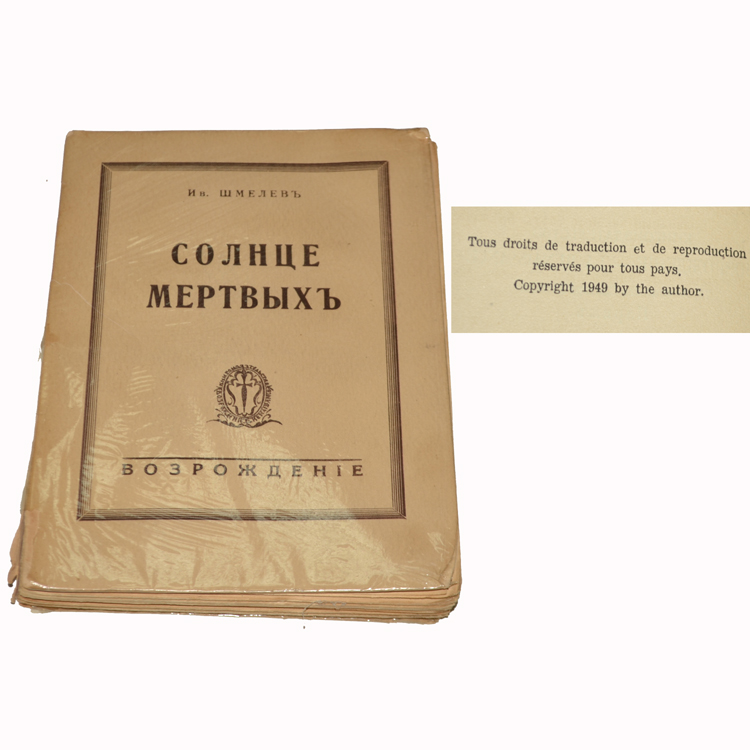 Ив. ШМЕЛЕВЪ
СОЛНЦЕ
МЕРТВЫХЪ
ВОЗРОЖДЕНІЕ
Tous droits de traduction et de reproduction
réservés pour tous pays.
Copyright 1949 by the author.